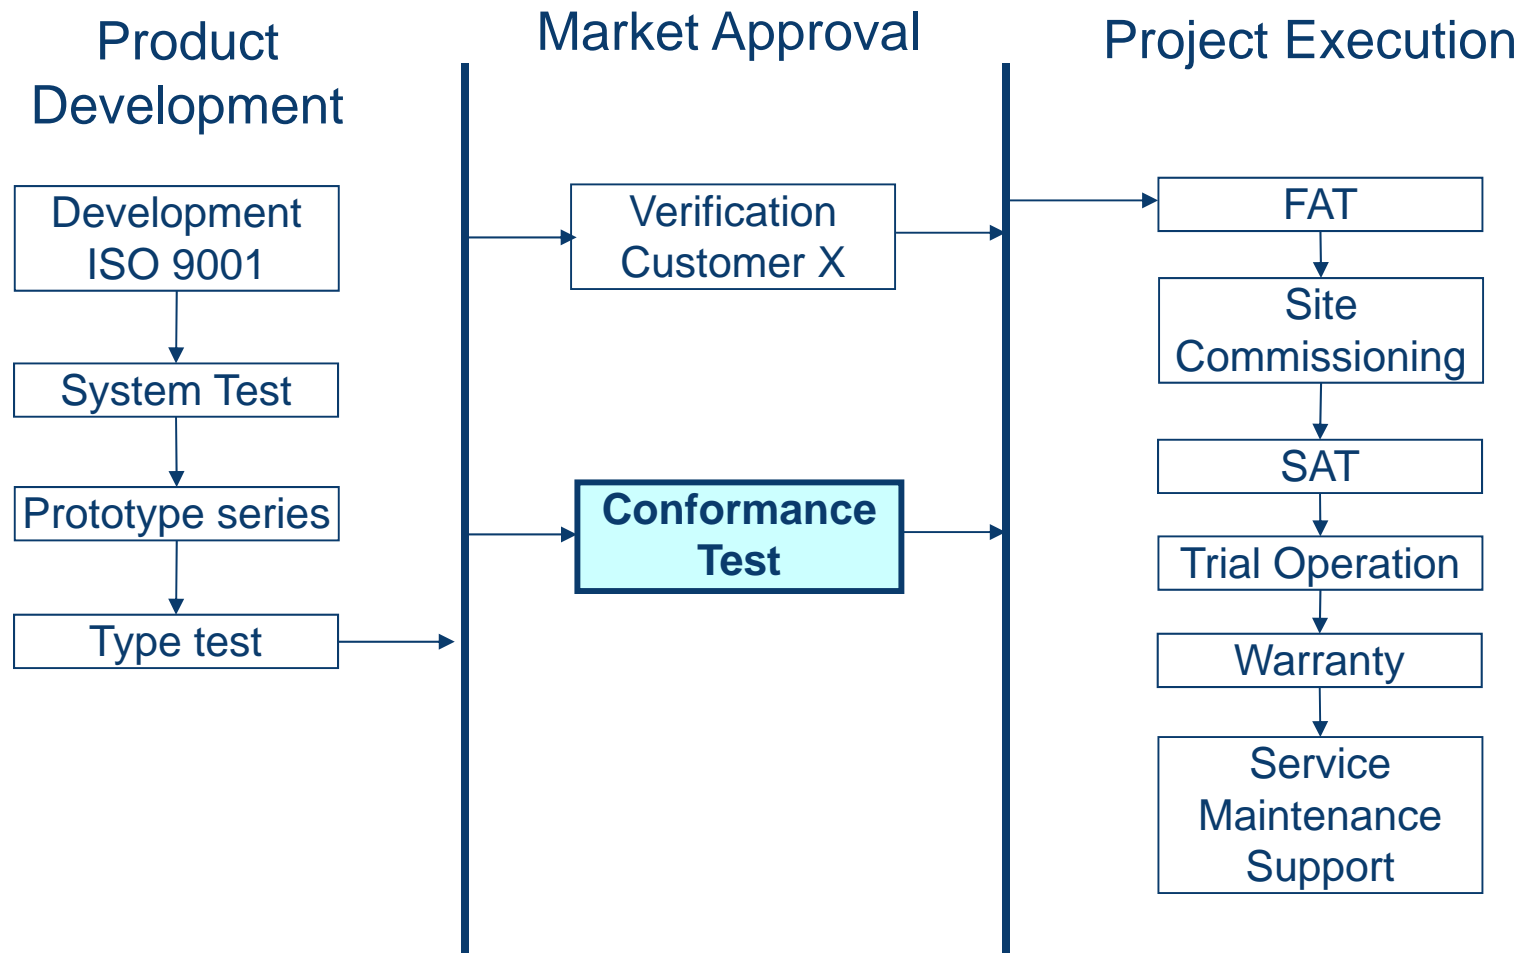 Product
Development
Market Approval
Project Execution
Development
ISO 9001
System Test
Prototype series
Type test
Verification
Customer X
Conformance
Test
FAT
Site
Commissioning
SAT
Trial Operation
Warranty
Service
Maintenance
Support